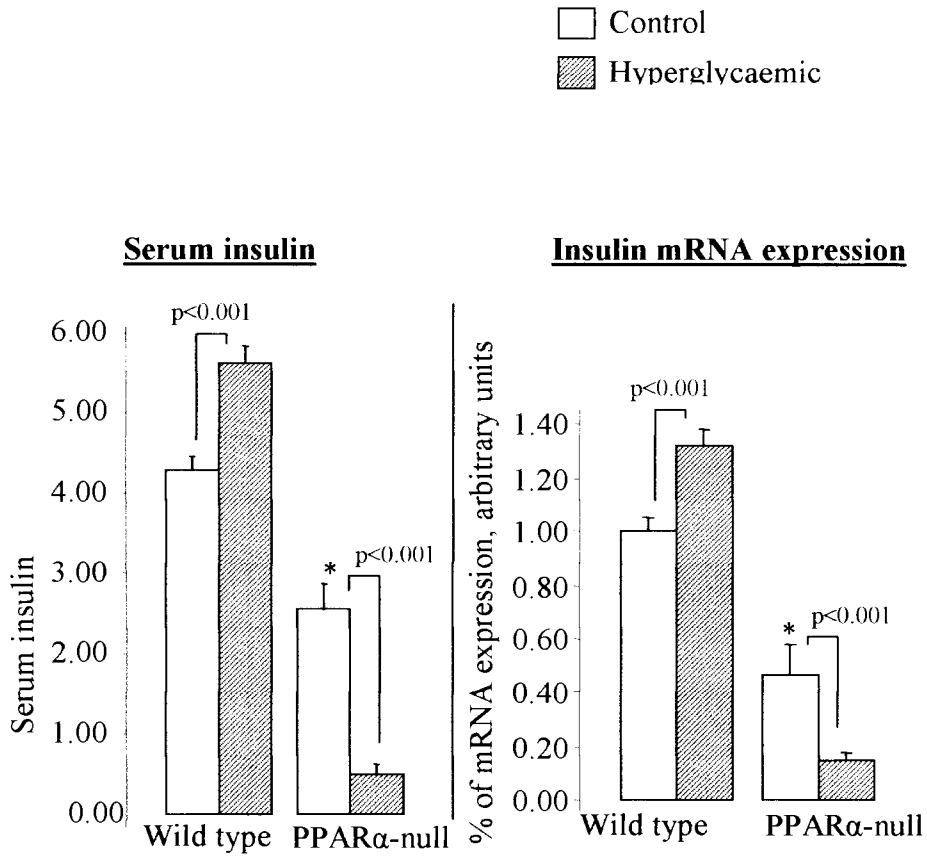 Control
Hyperglycaemic
Serum insulin
Insulin mRNA expression
Serum insulin
6.00
5.00
4.00
3.00
2.00
1.00
0.00
p<0.001
* p<0.001
Wild type PPARα-null
% of mRNA expression, arbitrary units
1.40
1.20
1.00
0.80
0.60
0.40
0.20
0.00
p<0.001
* p<0.001
Wild type PPARα-null